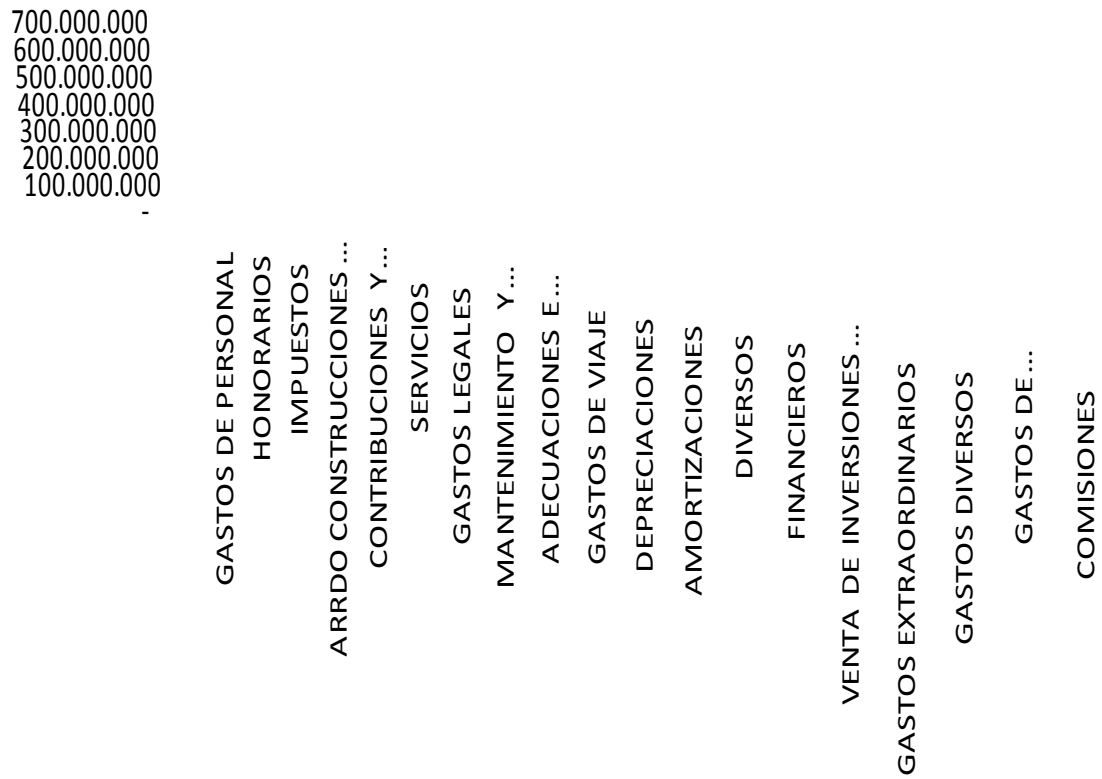 700.000.000
600.000.000
500.000.000
400.000.000
300.000.000
200.000.000
100.000.000
-
GASTOS DE PERSONAL
HONORARIOS
IMPUESTOS
ARRDO CONSTRUCCIONES...
CONTRIBUCIONES Y...
SERVICIOS
GASTOS LEGALES
MANTENIMIENTO Y...
ADECUACIONES E...
GASTOS DE VIAJE
DEPRECIACIONES
AMORTIZACIONES
DIVERSOS
FINANCIEROS
VENTA DE INVERSIONES...
GASTOS EXTRAORDINARIOS
GASTOS DIVERSOS
GASTOS DE...
COMISIONES